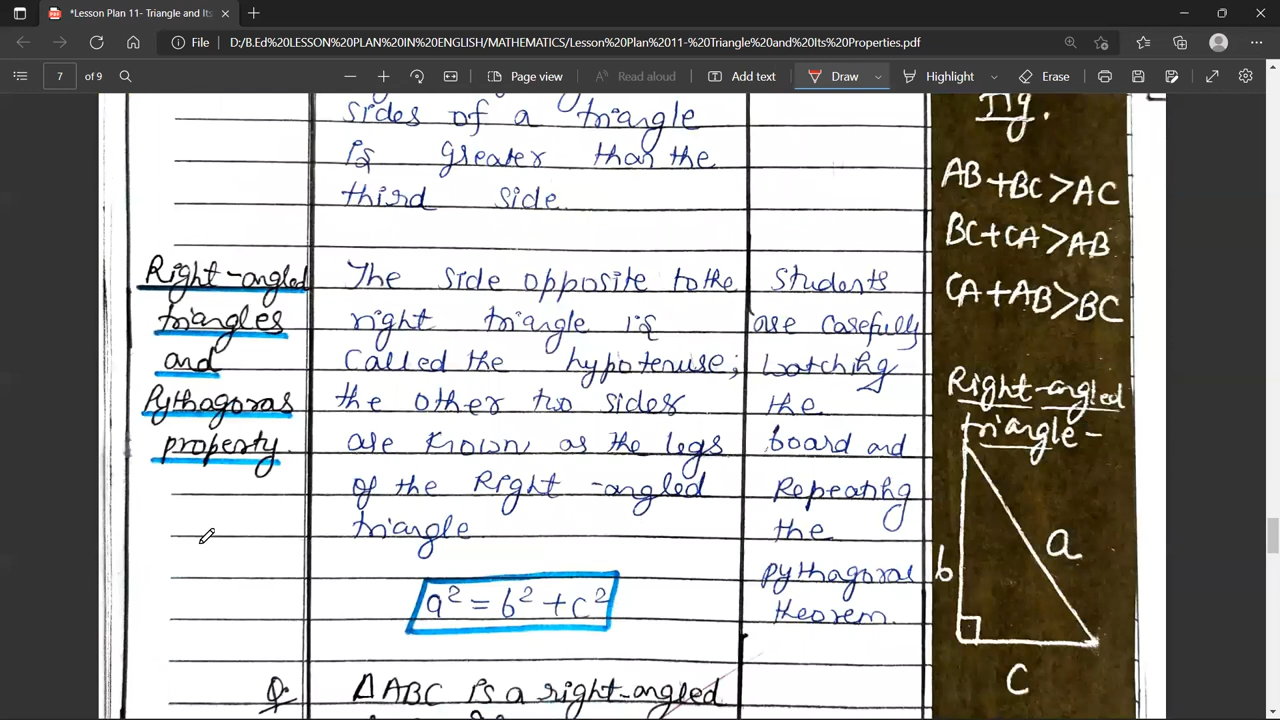 *Lesson Plan 11- Triangle and Its
File D:/B.Ed%20LESSON%20PLAN%20IN%20ENGLISH/MATHEMATICS/Lesson%20Plan%2011-%20Triangle%20and%20Its%20Properties.pdf
7 of 9 Page view Read aloud Add text Draw Highlight Erase
sides of a triangle
is greater than the
third side.
Right-angled
triangles
and
Pythagoras
property.
The side opposite to the
right triangle is
called the hypotenuse;
the other two sides
are known as the legs
of the Right-angled
triangle
a² = b² + c²
Q. ΔABC is a right-angled
Students
are carefully
watching
the
board and
Repeating
the
pythagoras
theorem.
Fig.
AB+BC>AC
BC+CA>AB
CA+AB>BC
Right-angled
triangle-
a
b
c